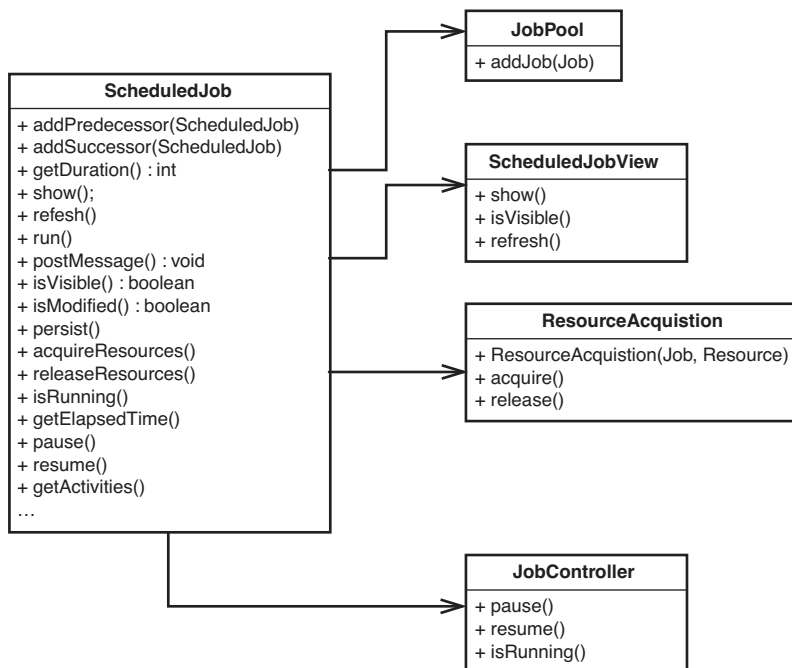 ScheduledJob
+ addPredecessor(ScheduledJob)
+ addSuccessor(ScheduledJob)
+ getDuration() : int
+ show();
+ refesh()
+ run()
+ postMessage() : void
+ isVisible() : boolean
+ isModified() : boolean
+ persist()
+ acquireResources()
+ releaseResources()
+ isRunning()
+ getElapsedTime()
+ pause()
+ resume()
+ getActivities()
…
JobPool
+ addJob(Job)
ScheduledJobView
+ show()
+ isVisible()
+ refresh()
ResourceAcquistion
+ ResourceAcquistion(Job, Resource)
+ acquire()
+ release()
JobController
+ pause()
+ resume()
+ isRunning()